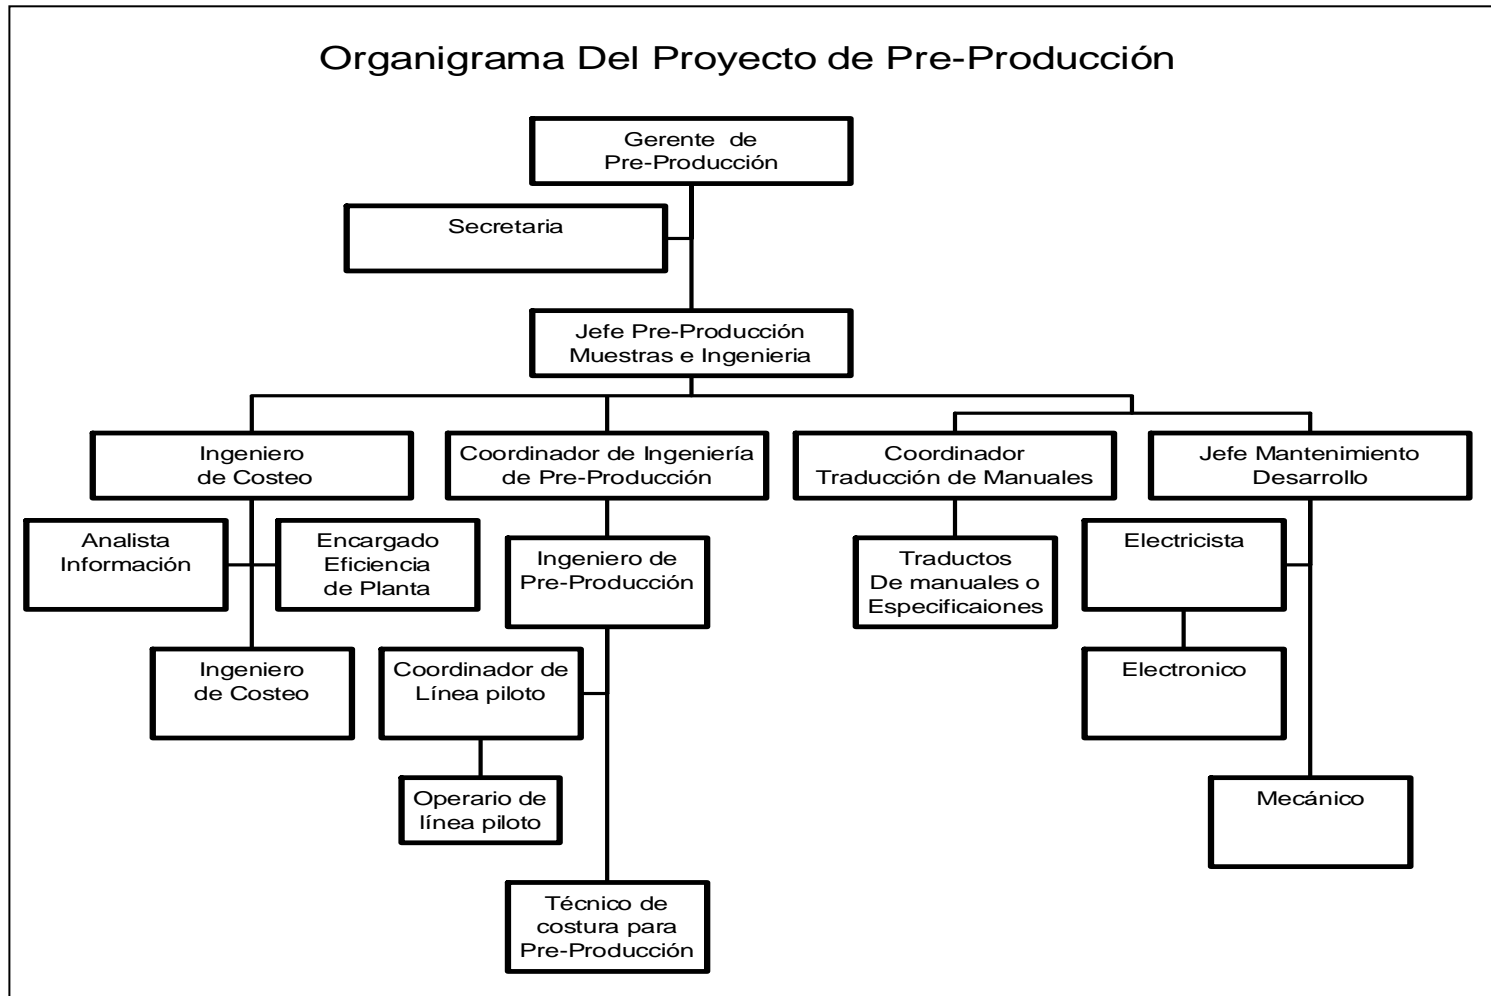 Organigrama Del Proyecto de Pre-Producción
Gerente de
Pre-Producción
Secretaria
Jefe Pre-Producción
Muestras e Ingenieria
Ingeniero
de Costeo
Coordinador de Ingeniería
de Pre-Producción
Coordinador
Traducción de Manuales
Jefe Mantenimiento
Desarrollo
Analista
Información
Encargado
Eficiencia
de Planta
Ingeniero de
Pre-Producción
Traductos
De manuales o
Especificaiones
Electricista
Ingeniero
de Costeo
Coordinador de
Línea piloto
Electronico
Operario de
línea piloto
Mecánico
Técnico de
costura para
Pre-Producción